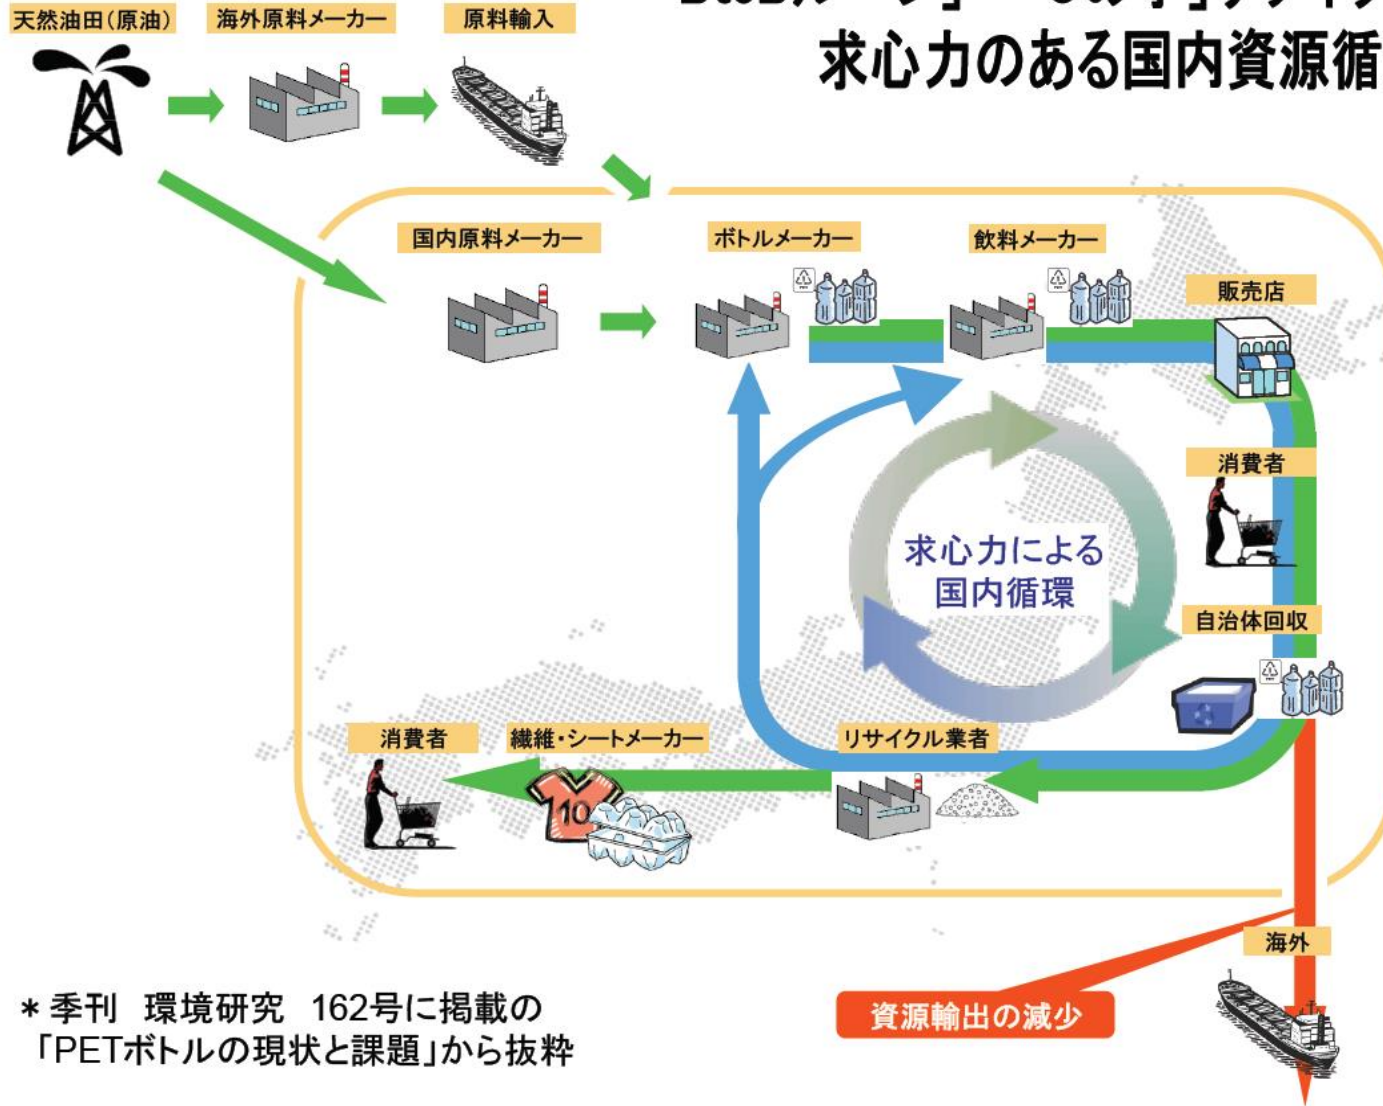 天然油田(原油)
海外原料メーカー
原料輸入
求心力のある国内資源循
国内原料メーカー
ボトルメーカー
飲料メーカー
販売店
消費者
求心力による
国内循環
自治体回収
消費者
繊維・シートメーカー
10
リサイクル業者
海外
資源輸出の減少
* 季刊 環境研究 162号に掲載の
「PETボトルの現状と課題」から抜粋